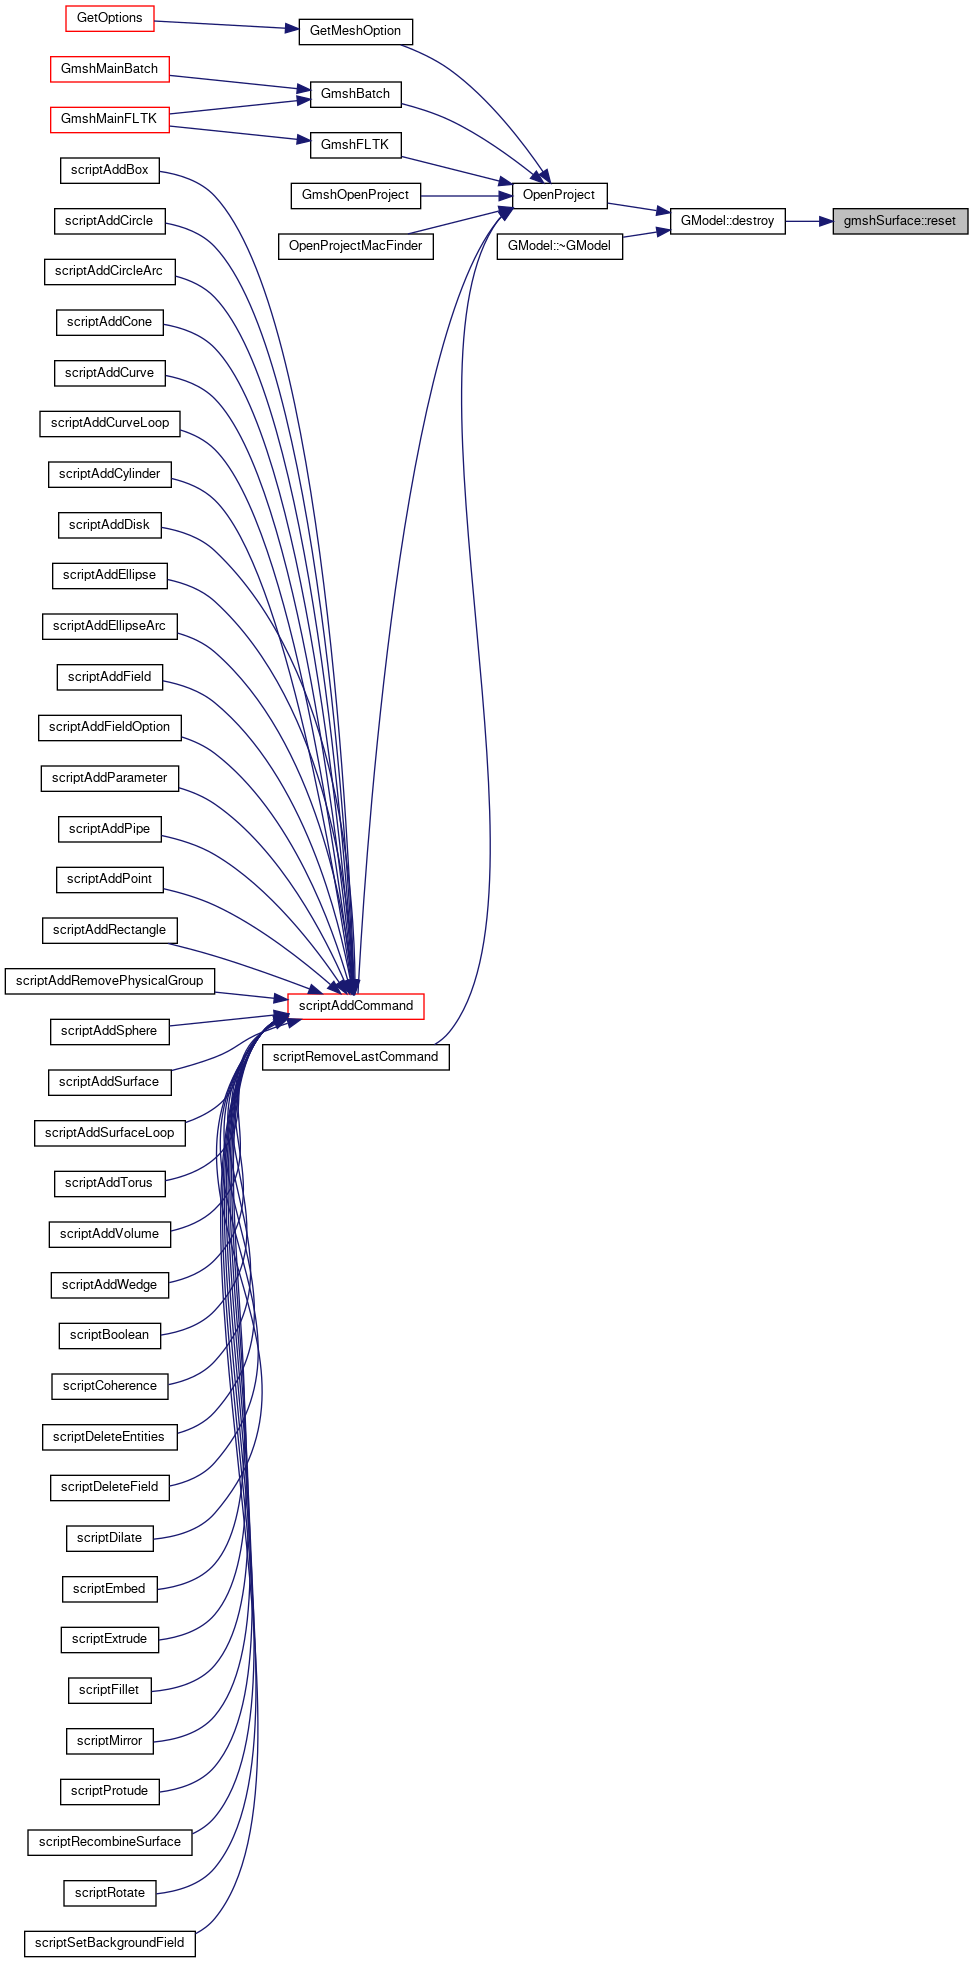 GetOptions
GetMeshOption
GmshMainBatch
GmshBatch
GmshMainFLTK
GmshFLTK
scriptAddBox
GmshOpenProject
OpenProject
scriptAddCircle
GModel::destroy
gmshSurface::reset
OpenProjectMacFinder
GModel::~GModel
scriptAddCircleArc
scriptAddCone
scriptAddCurve
scriptAddCurveLoop
scriptAddCylinder
scriptAddDisk
scriptAddEllipse
scriptAddEllipseArc
scriptAddField
scriptAddFieldOption
scriptAddParameter
scriptAddPipe
scriptAddPoint
scriptAddRectangle
scriptAddRemovePhysicalGroup
scriptAddCommand
scriptAddSphere
scriptRemoveLastCommand
scriptAddSurface
scriptAddSurfaceLoop
scriptAddTorus
scriptAddVolume
scriptAddWedge
scriptBoolean
scriptCoherence
scriptDeleteEntities
scriptDeleteField
scriptDilate
scriptEmbed
scriptExtrude
scriptFillet
scriptMirror
scriptProtude
scriptRecombineSurface
scriptRotate
scriptSetBackgroundField